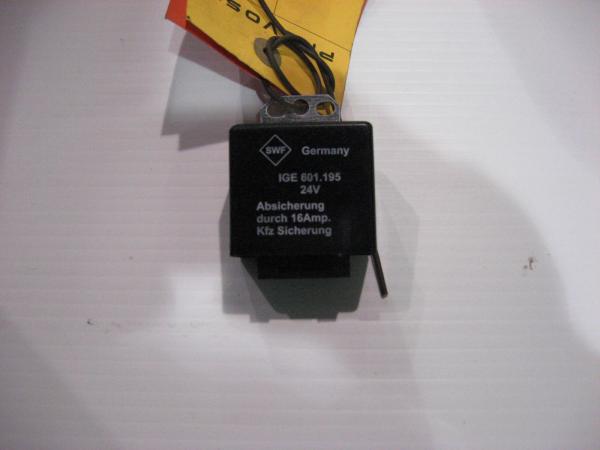 SWF Germany
IGE 601.195
24V
Absicherung
durch 16Amp.
Kfz Sicherung